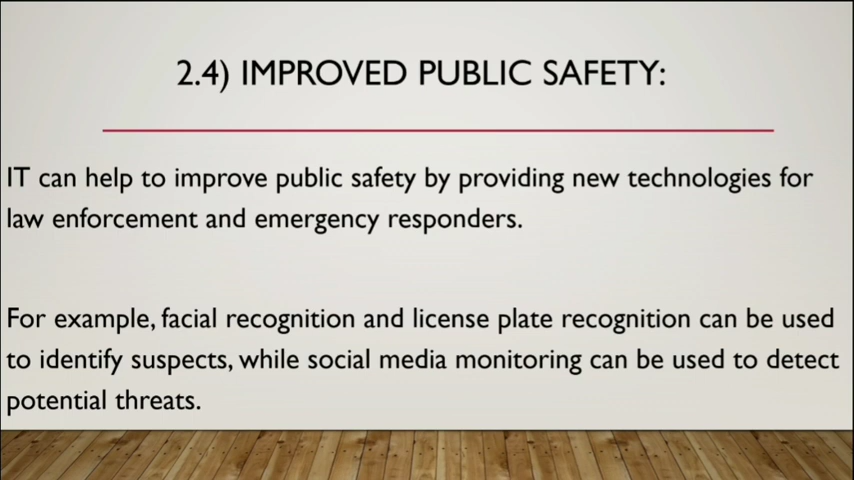 2.4) IMPROVED PUBLIC SAFETY:
IT can help to improve public safety by providing new technologies for
law enforcement and emergency responders.
For example, facial recognition and license plate recognition can be used
to identify suspects, while social media monitoring can be used to detect
potential threats.